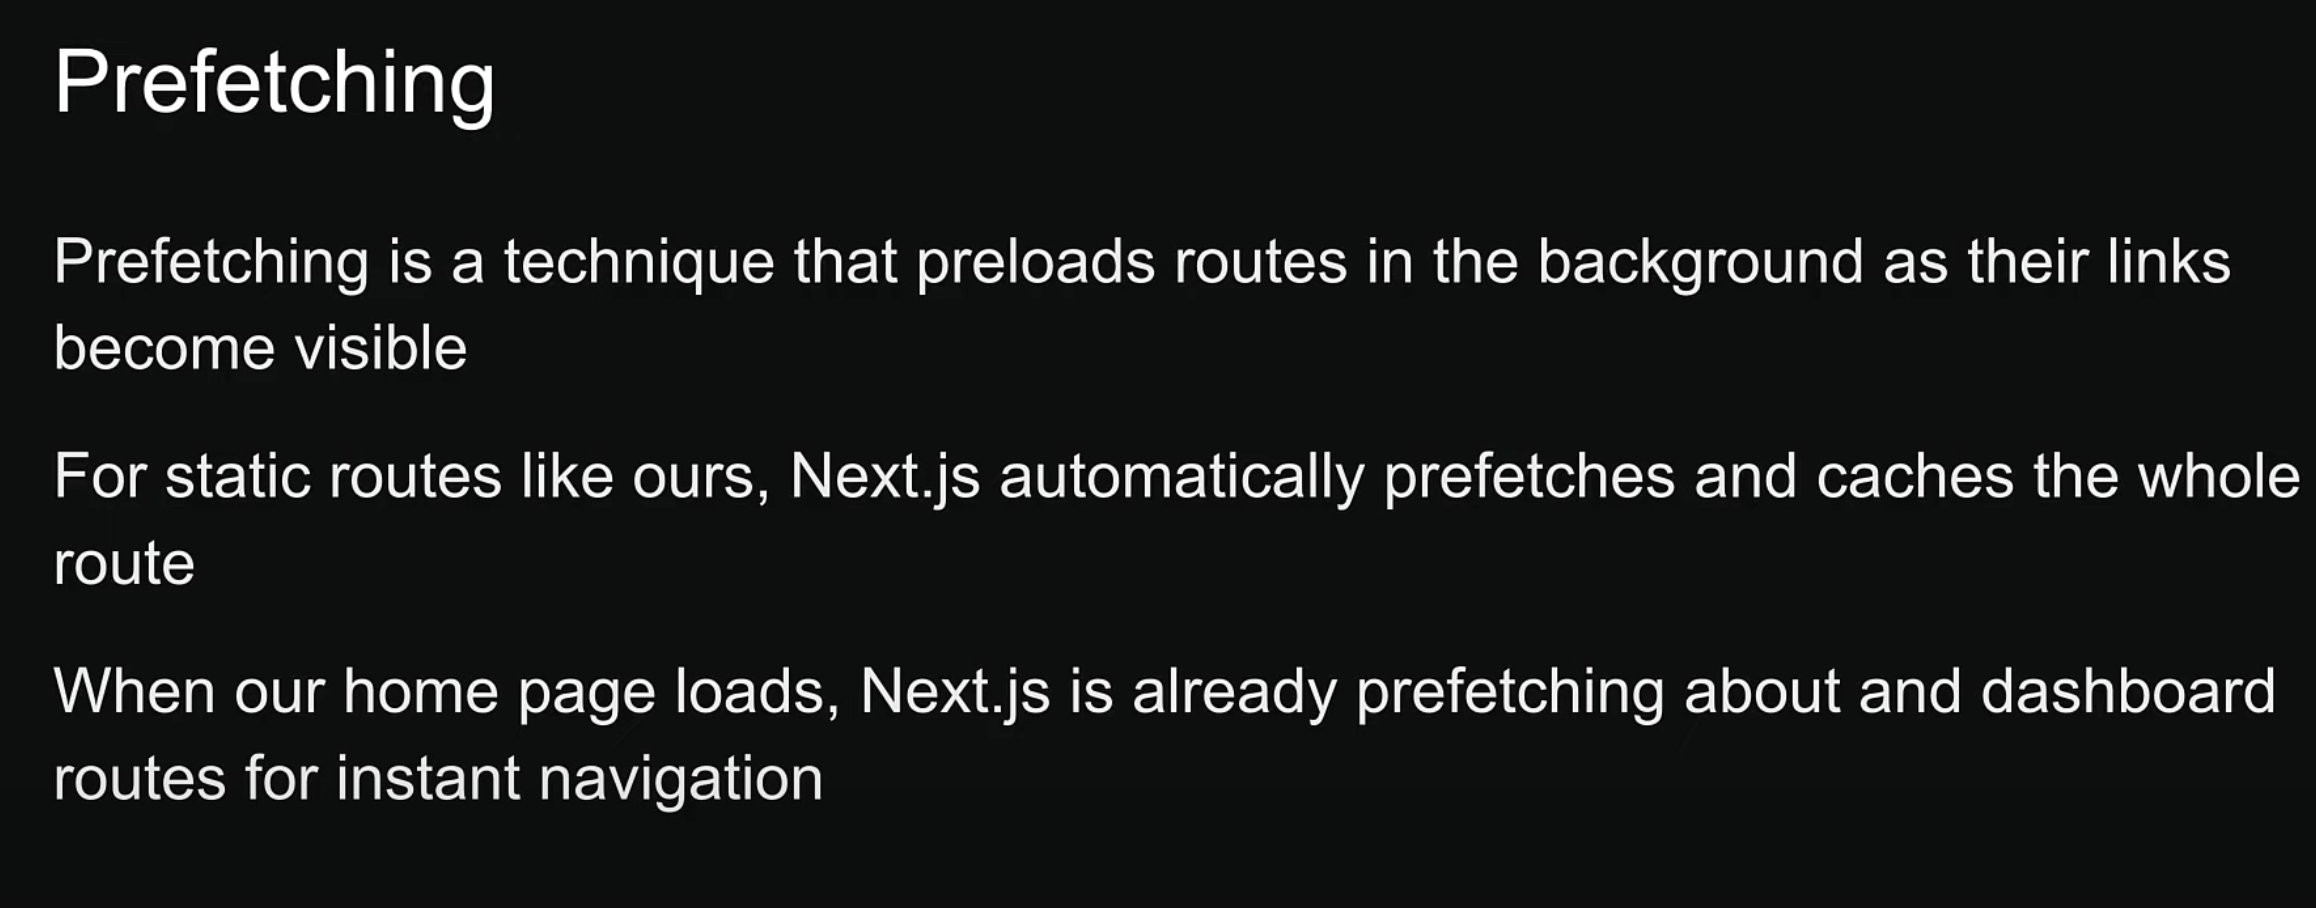 Prefetching
Prefetching is a technique that preloads routes in the background as their links
become visible
For static routes like ours, Next.js automatically prefetches and caches the whole
route
When our home page loads, Next.js is already prefetching about and dashboard
routes for instant navigation